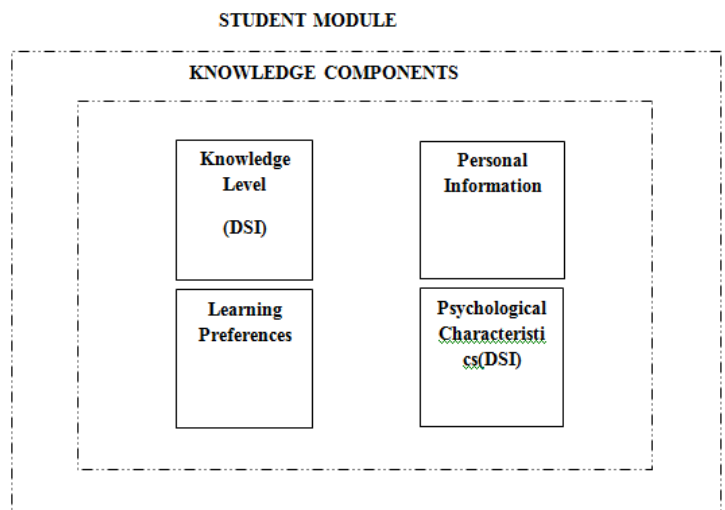 STUDENT MODULE
KNOWLEDGE COMPONENTS
Knowledge
Level
(DSI)
Personal
Information
Learning
Preferences
Psychological
Characteristi
cs(DSI)